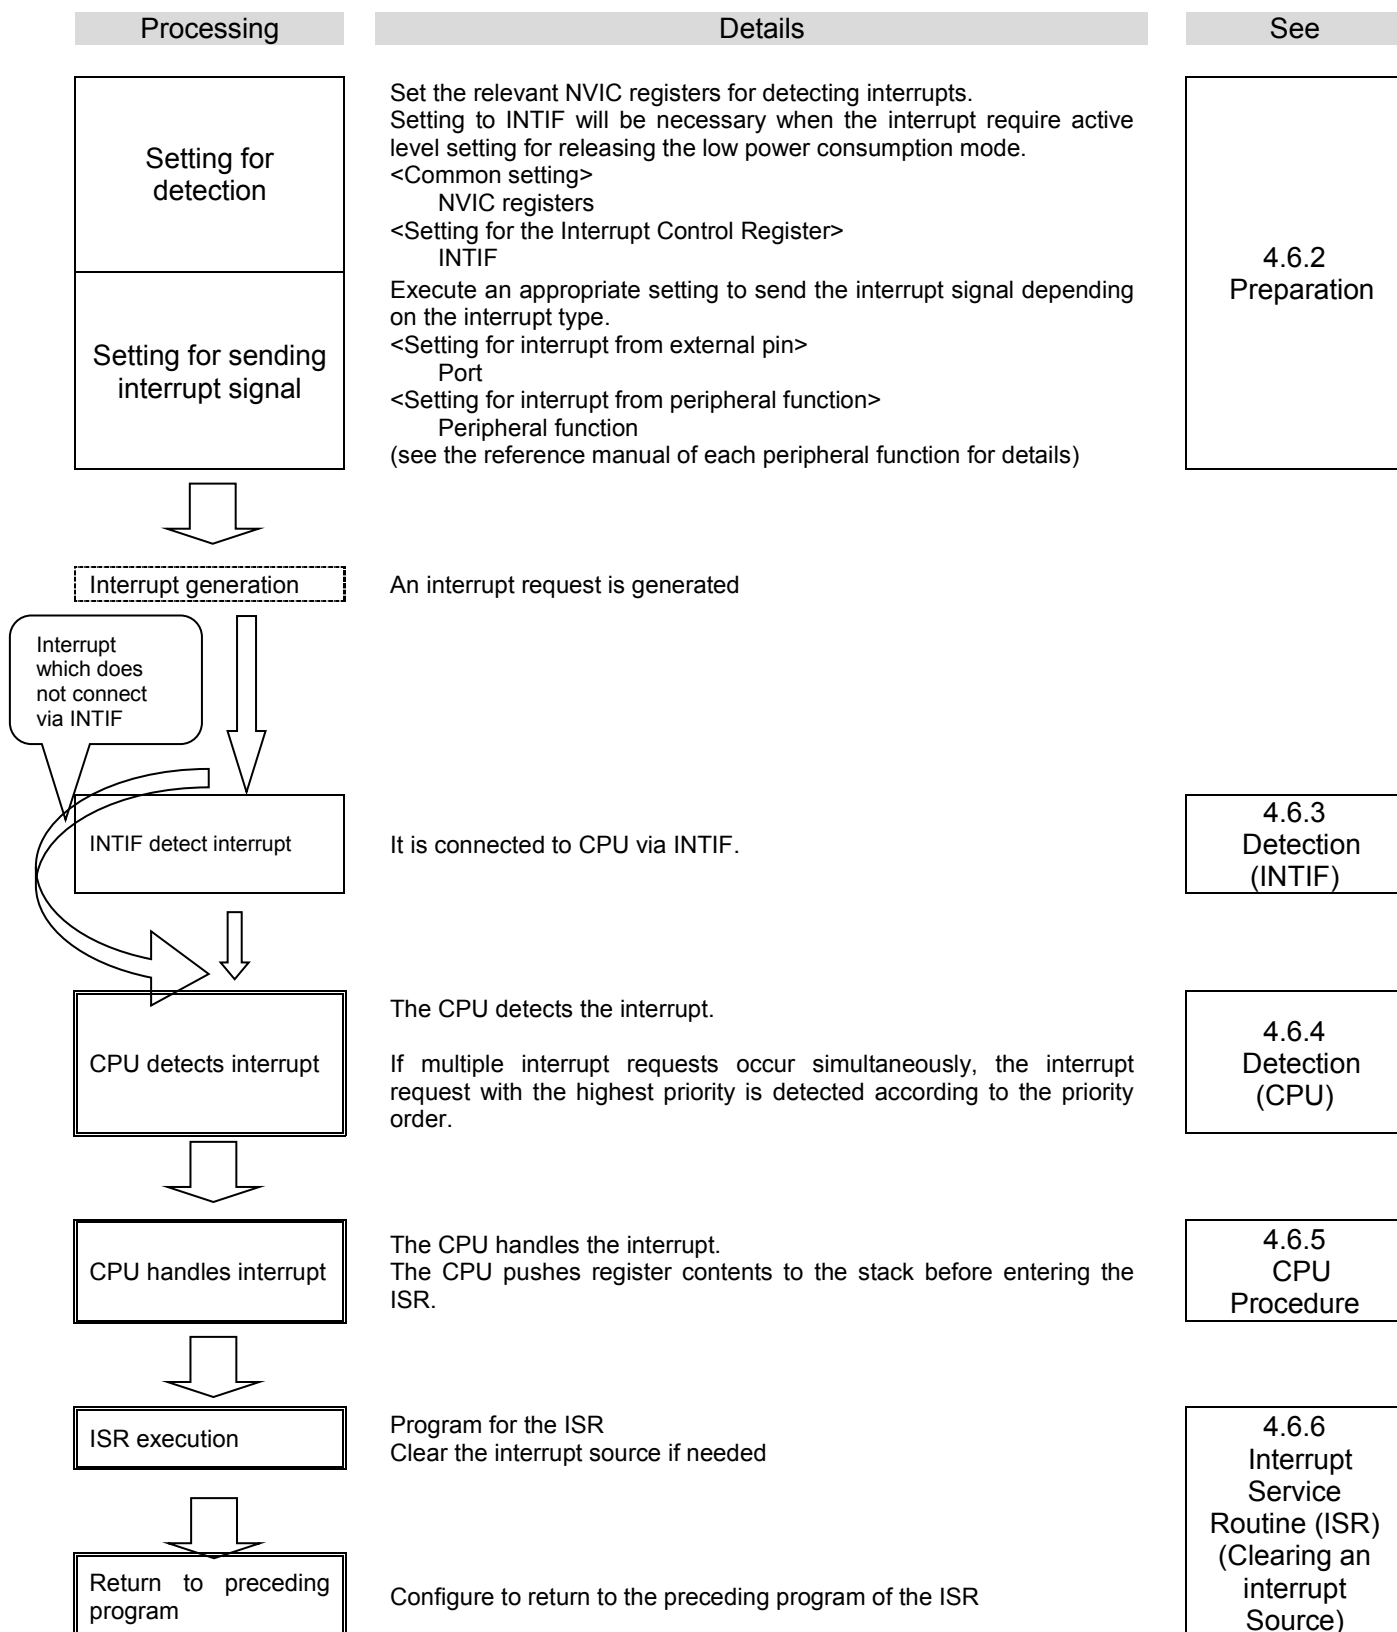 Processing
Details
See
Setting for
detection
Set the relevant NVIC registers for detecting interrupts.
Setting to INTIF will be necessary when the interrupt require active
level setting for releasing the low power consumption mode.
<Common setting>
NVIC registers
<Setting for the Interrupt Control Register>
INTIF
4.6.2
Preparation
Setting for sending
interrupt signal
Execute an appropriate setting to send the interrupt signal depending
on the interrupt type.
<Setting for interrupt from external pin>
Port
<Setting for interrupt from peripheral function>
Peripheral function
(see the reference manual of each peripheral function for details)
Interrupt generation
An interrupt request is generated
Interrupt
which does
not connect
via INTIF
INTIF detect interrupt
It is connected to CPU via INTIF.
4.6.3
Detection
(INTIF)
CPU detects interrupt
The CPU detects the interrupt.
If multiple interrupt requests occur simultaneously, the interrupt
request with the highest priority is detected according to the priority
order.
4.6.4
Detection
(CPU)
CPU handles interrupt
The CPU handles the interrupt.
The CPU pushes register contents to the stack before entering the
ISR.
4.6.5
CPU
Procedure
ISR execution
Program for the ISR
Clear the interrupt source if needed
4.6.6
Interrupt
Service
Routine (ISR)
(Clearing an
interrupt
Source)
Return to preceding
program
Configure to return to the preceding program of the ISR